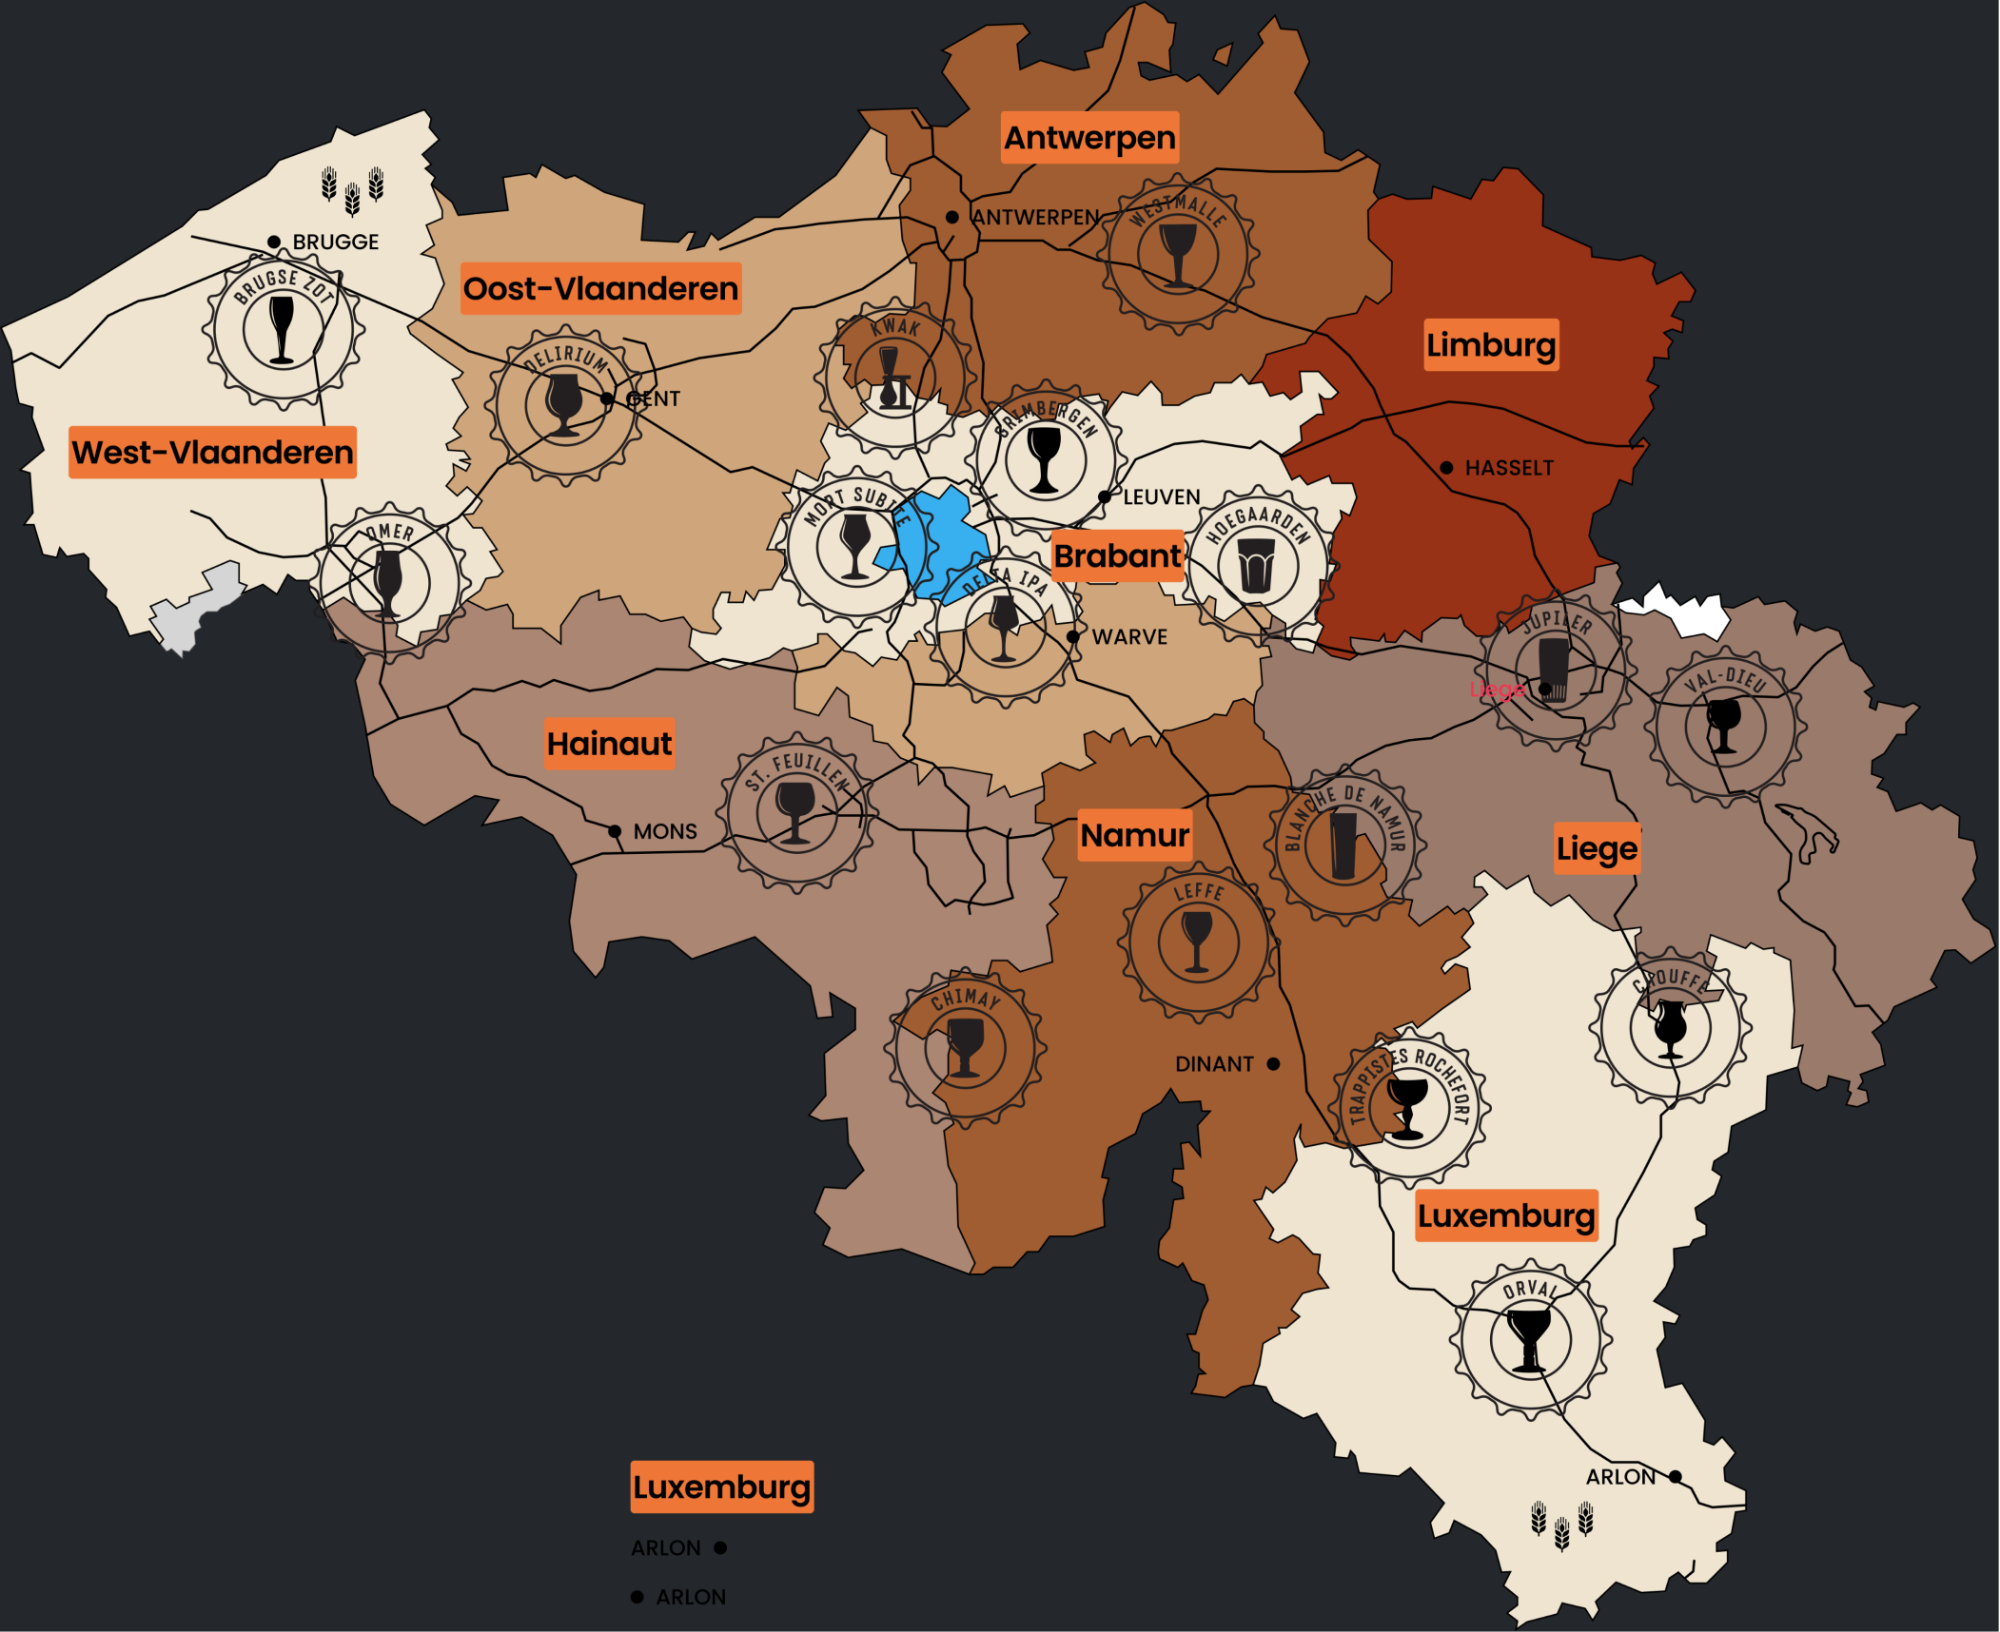 Antwerpen
WESTMALLE
ANTWERPEN
BRUGGE
BRUGSE ZOT
Oost-Vlaanderen
KWAK
Limburg
DELIRIUM
GENT
GRIMBERGEN
West-Vlaanderen
HASSELT
LEUVEN
MORT SUBITE
HOEGAARDEN
OMER
Brabant
DELTA IPA
WARVE
JUPILER
Liege
VAL-DIEU
Hainaut
ST. FEUILLEN
MONS
Namur
BLANCHE DE NAMUR
Liege
LEFFE
CHIMAY
CHOUFFE
DINANT
TRAPPISTES ROCHEFORT
Luxemburg
ORVAL
ARLON
Luxemburg
ARLON
ARLON